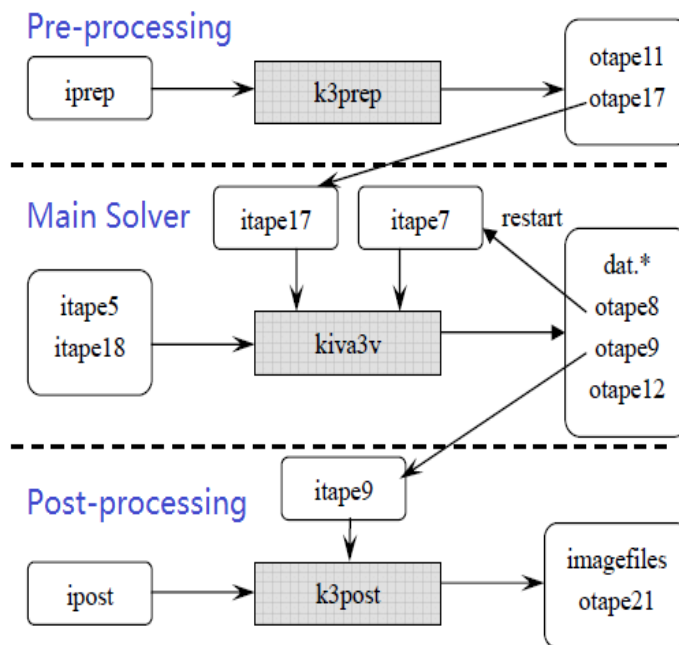 Pre-processing
iprep
k3prep
otape11
otape17
Main Solver
itape17
itape7
restart
itape5
itape18
kiva3v
dat.*
otape8
otape9
otape12
Post-processing
itape9
ipost
k3post
imagefiles
otape21